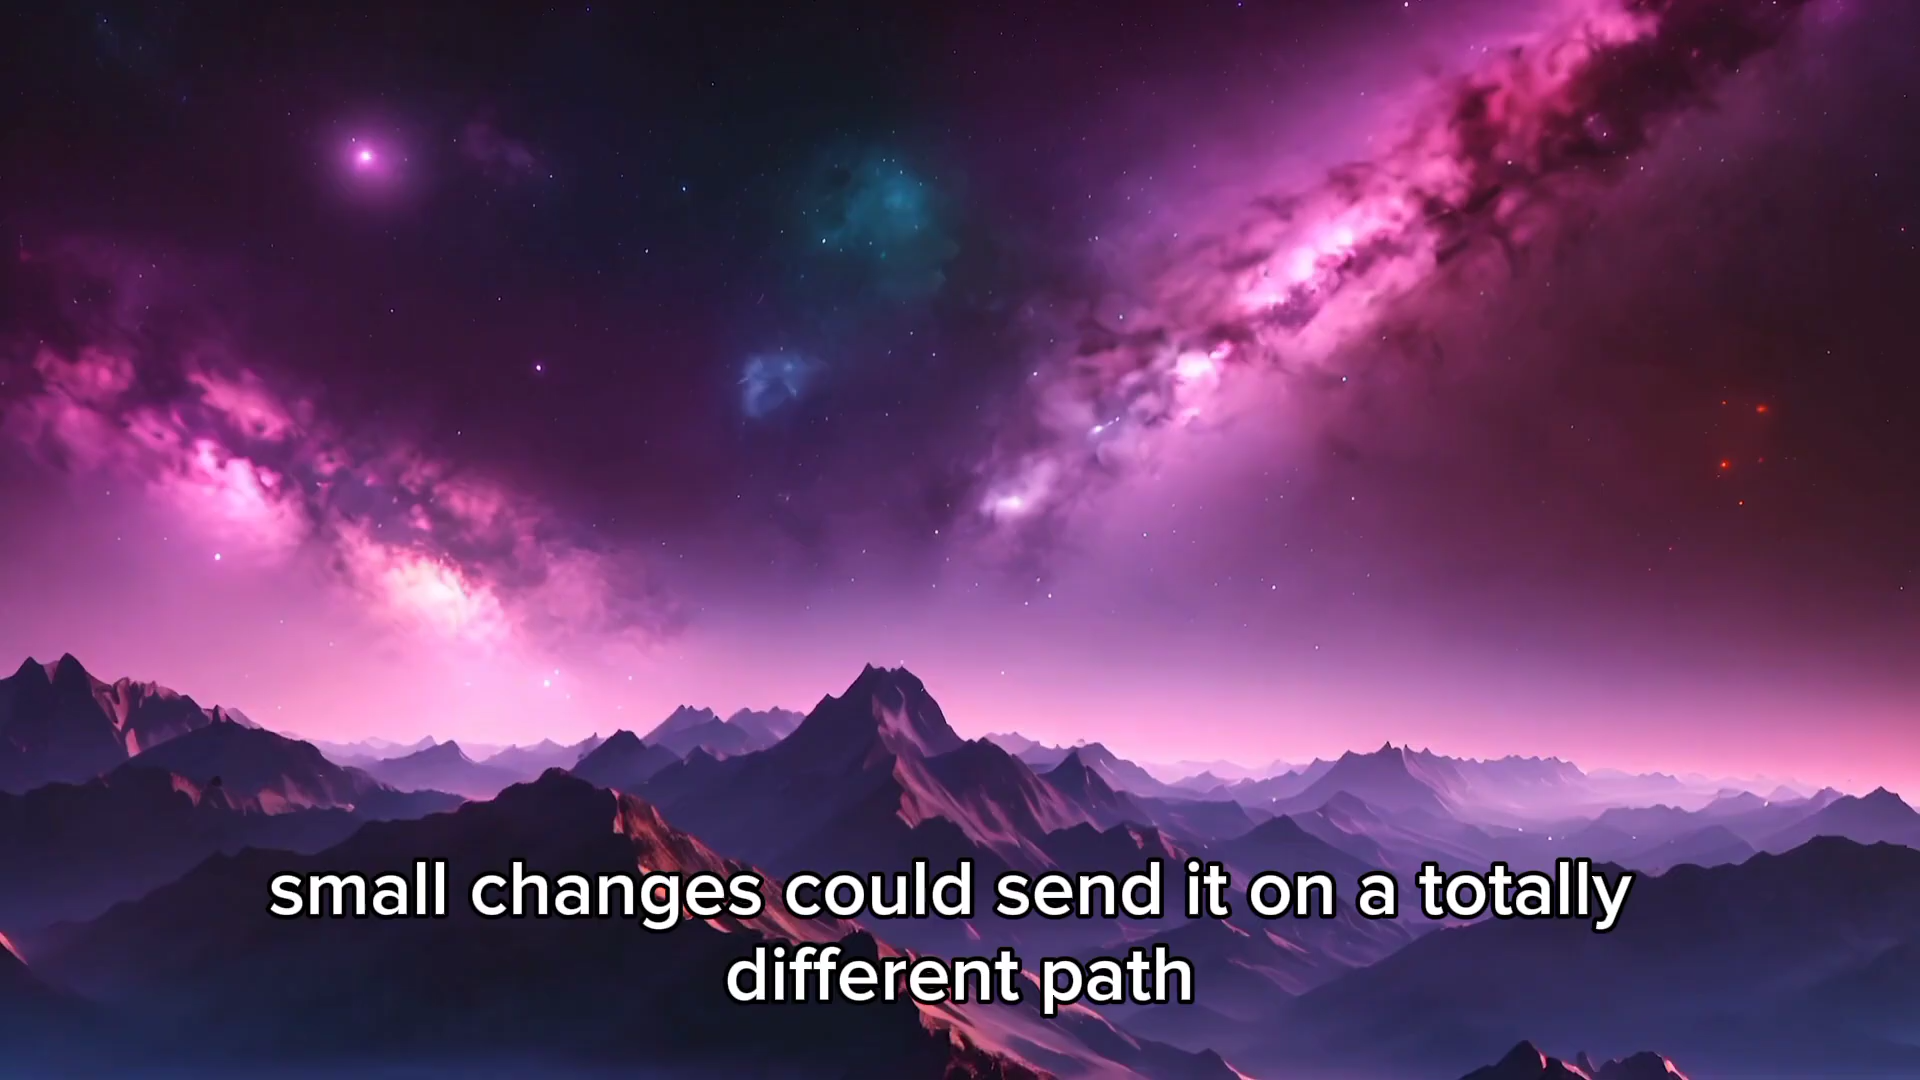 small changes could send it on a totally
different path